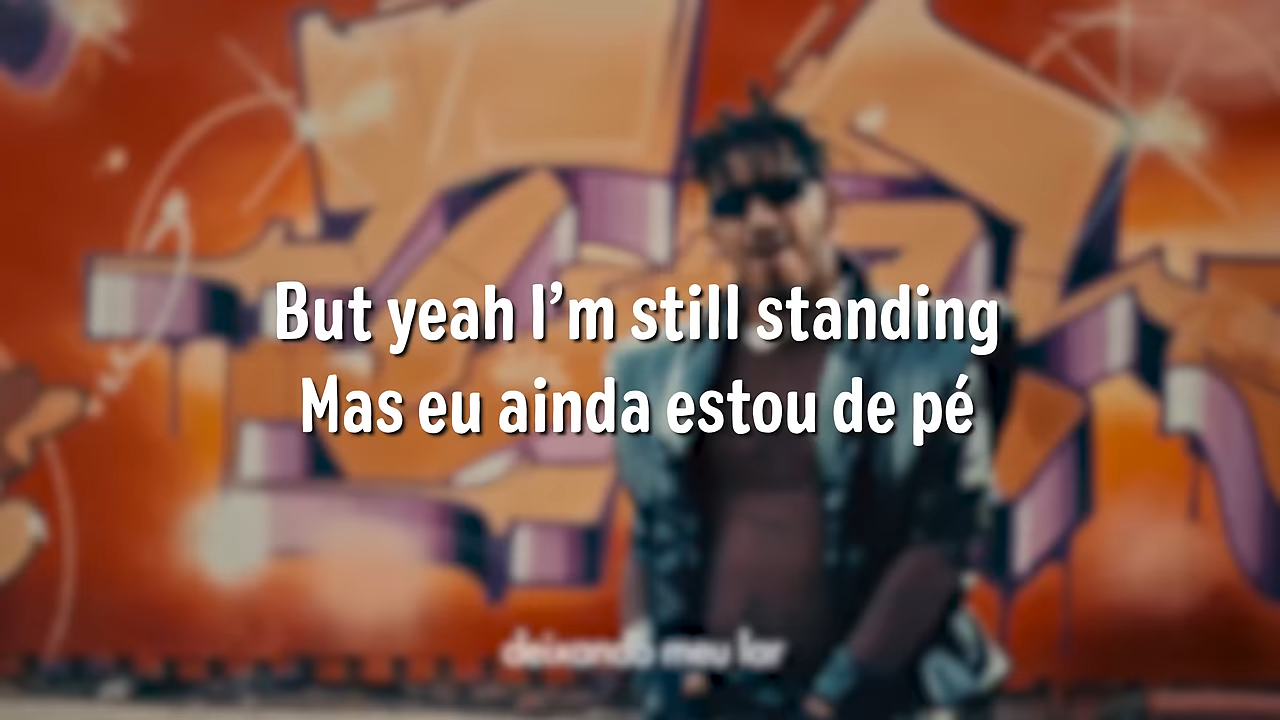 But yeah I’m still standing
Mas eu ainda estou de pé
deixando meu lar